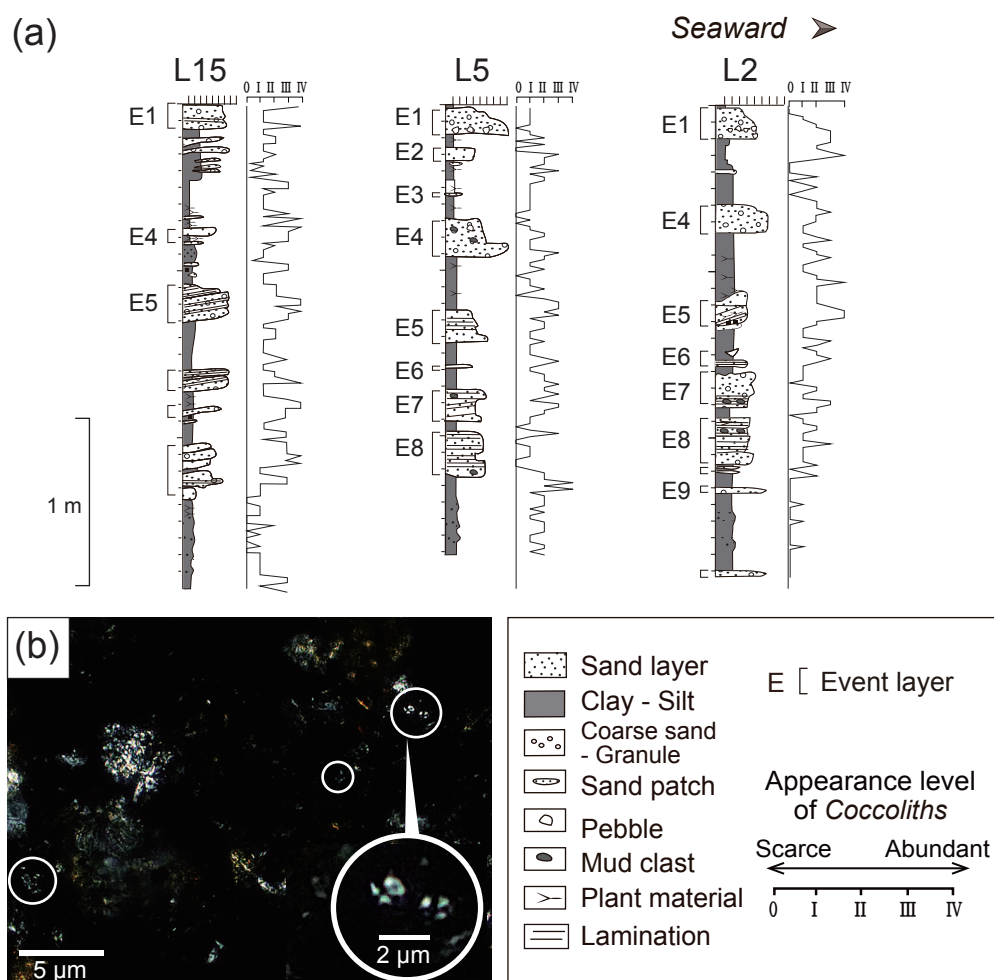 (a)
Seaward
L15
L5
L2
0 I II III IV
0 I II III IV
0 I II III IV
E1
E4
E5
1 m
E1
E2
E3
E4
E5
E6
E7
E8
E1
E4
E5
E6
E7
E8
E9
(b)
5 µm
2 µm
Sand layer
Clay - Silt
Coarse sand
- Granule
Sand patch
Pebble
Mud clast
Plant material
Lamination
E [ Event layer
Appearance level
of Coccoliths
Scarce Abundant
0 I II III IV